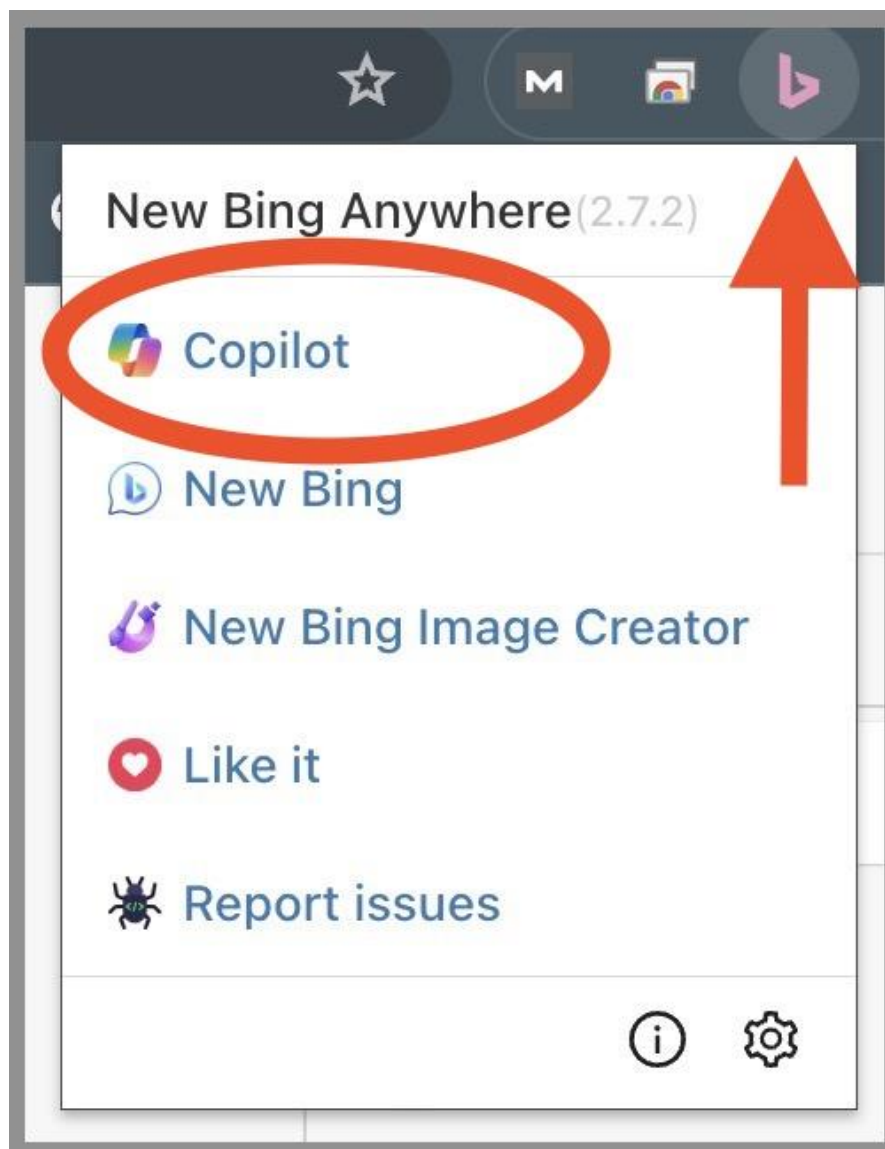 M
New Bing Anywhere(2.7.2)
Copilot
New Bing
New Bing Image Creator
Like it
Report issues